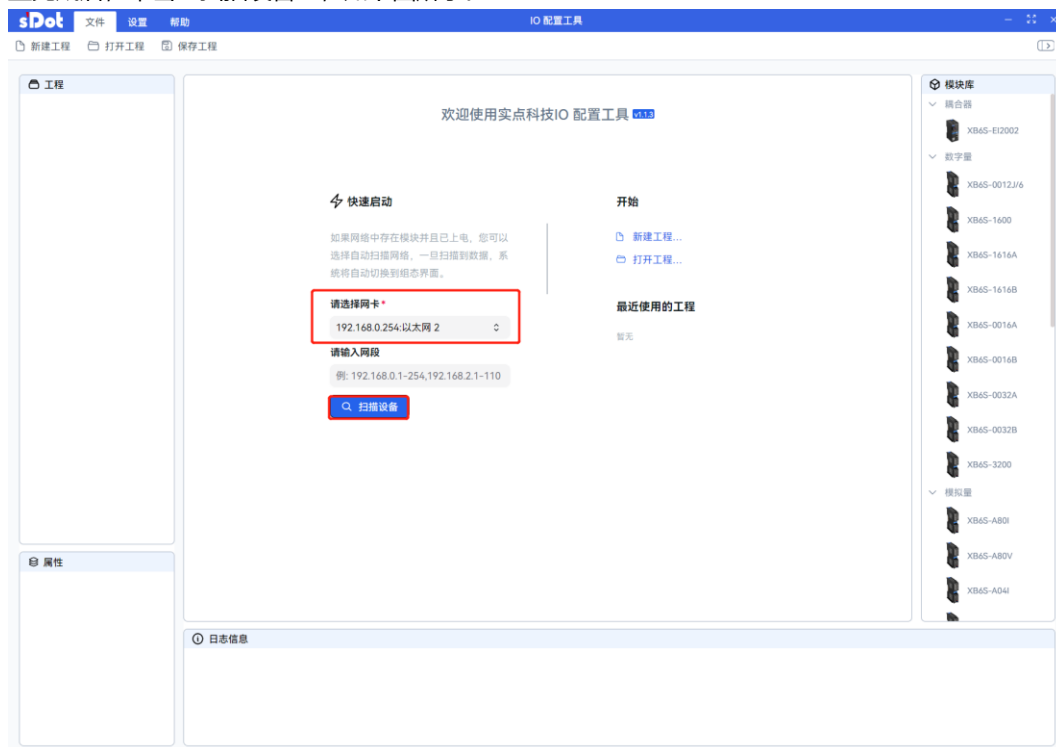 sDot 文件 设置 帮助 IO 配置工具
新建工程 打开工程 保存工程
工程
欢迎使用实点科技IO 配置工具 v1.1.3
快速启动
如果网络中存在模块并且已上电，您可以
选择自动扫描网络，一旦扫描到数据，系
统将自动切换到组态界面。
请选择网卡*
192.168.0.254:以太网 2
请输入网段
例: 192.168.0.1-254,192.168.2.1-110
扫描设备
开始
新建工程...
打开工程...
最近使用的工程
暂无
模块库
耦合器
XB6S-EI2002
数字量
XB6S-0012J/6
XB6S-1600
XB6S-1616A
XB6S-1616B
XB6S-0016A
XB6S-0016B
XB6S-0032A
XB6S-0032B
XB6S-3200
模拟量
XB6S-A80I
XB6S-A80V
XB6S-A04I
属性
日志信息